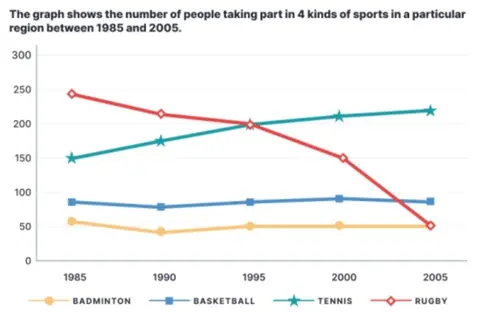 The graph shows the number of people taking part in 4 kinds of sports in a particular
region between 1985 and 2005.
300
250
200
150
100
50
0
1985 1990 1995 2000 2005
BADMINTON BASKETBALL TENNIS RUGBY